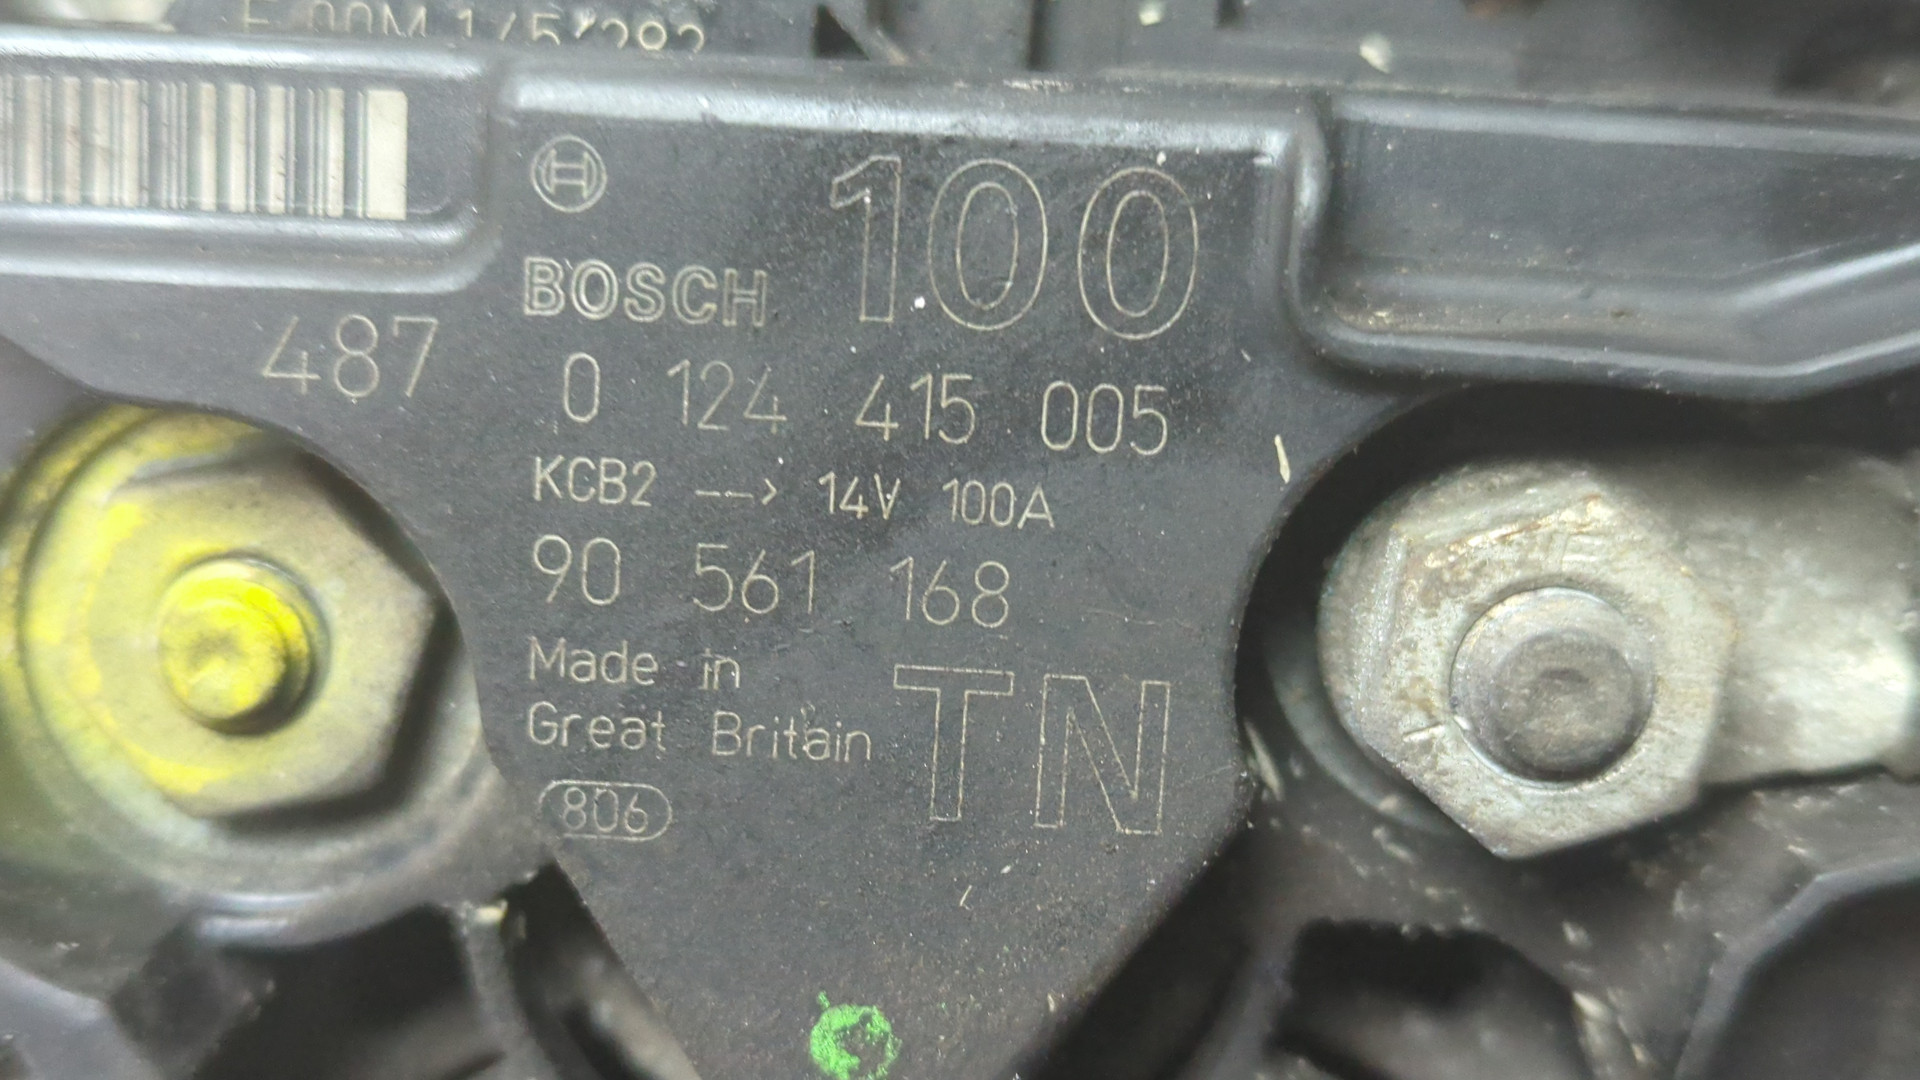 BOSCH
100
487
0 124 415 005
KCB2 --> 14V 100A
90 561 168
Made in
Great Britain
TN
806